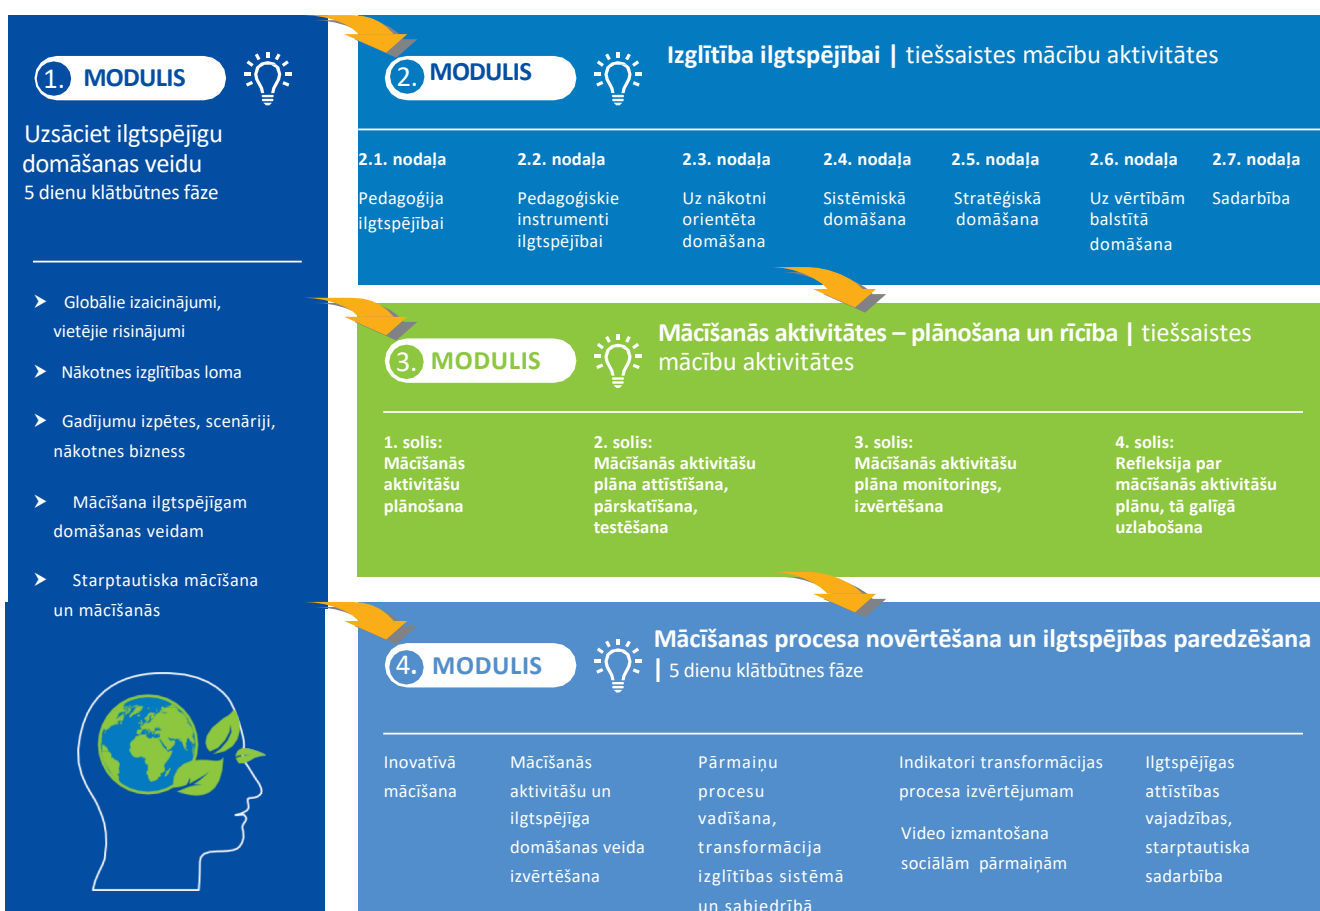 1. MODULIS
Uzsāciet ilgtspējīgu
domāšanas veidu
5 dienu klātbūtnes fāze
➤ Globālie izaicinājumi,
vietējie risinājumi
➤ Nākotnes izglītības loma
➤ Gadījumu izpētes, scenāriji,
nākotnes bizness
➤ Mācīšana ilgtspējīgam
domāšanas veidam
➤ Starptautiska mācīšana
un mācīšanās
2. MODULIS
Izglītība ilgtspējībai | tiešsaistes mācību aktivitātes
2.1. nodaļa
Pedagoģija
ilgtspējībai
2.2. nodaļa
Pedagoģiskie
instrumenti
ilgtspējībai
2.3. nodaļa
Uz nākotni
orientēta
domāšana
2.4. nodaļa
Sistēmiskā
domāšana
2.5. nodaļa
Stratēģiskā
domāšana
2.6. nodaļa
Uz vērtībām
balstītā
domāšana
2.7. nodaļa
Sadarbība
3. MODULIS
Mācīšanās aktivitātes – plānošana un rīcība | tiešsaistes
mācību aktivitātes
1. solis:
Mācīšanās
aktivitāšu
plānošana
2. solis:
Mācīšanās aktivitāšu
plāna attīstīšana,
pārskatīšana,
testēšana
3. solis:
Mācīšanās aktivitāšu
plāna monitorings,
izvērtēšana
4. solis:
Refleksija par
mācīšanās aktivitāšu
plānu, tā galīgā
uzlabošana
4. MODULIS
Mācīšanas procesa novērtēšana un ilgtspējības paredzēšana
| 5 dienu klātbūtnes fāze
Inovatīvā
mācīšana
Mācīšanās
aktivitāšu un
ilgtspējīga
domāšanas veida
izvērtēšana
Pārmaiņu
procesu
vadīšana,
transformācija
izglītības sistēmā
un sabiedrībā
Indikatori transformācijas
procesa izvērtējumam
Video izmantošana
sociālām pārmaiņām
Ilgtspējīgas
attīstības
vajadzības,
starptautiska
sadarbība